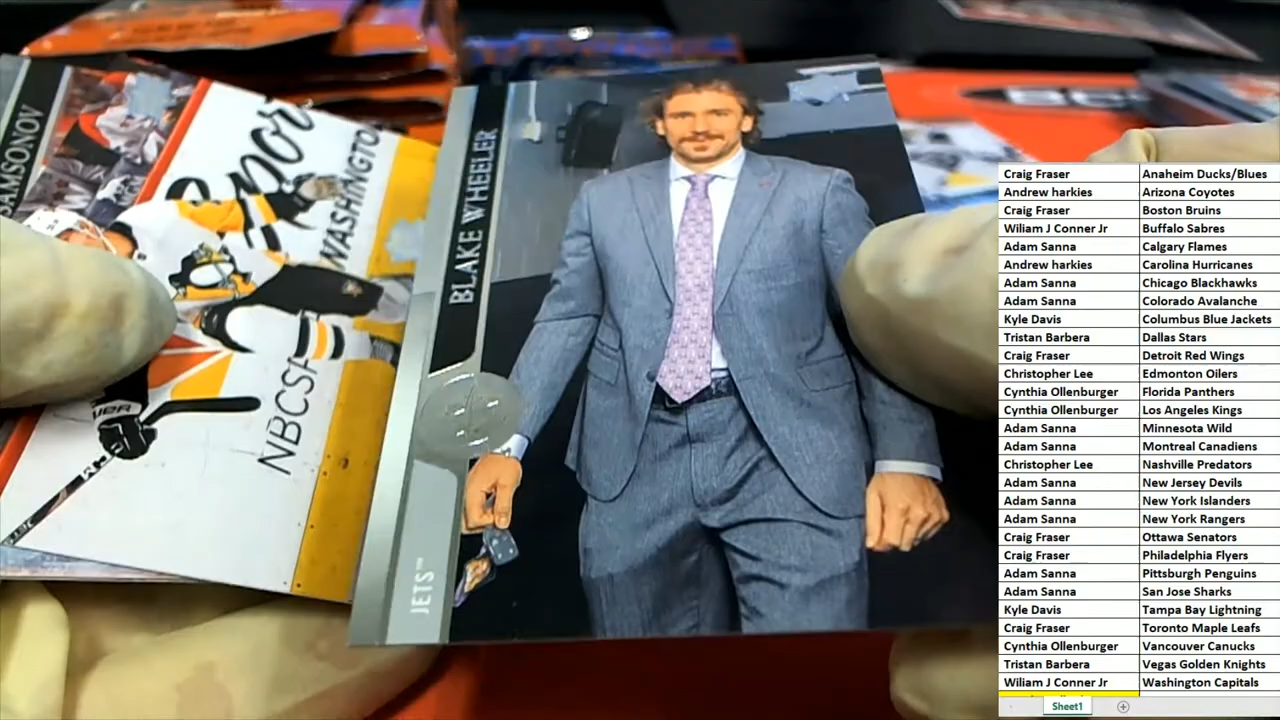 SAMSONOV
WASHINGTO
NBCSP
BAUER
BLAKE WHEELER
JETS™
Craig Fraser Anaheim Ducks/Blues
Andrew harkies Arizona Coyotes
Craig Fraser Boston Bruins
Wiliam J Conner Jr Buffalo Sabres
Adam Sanna Calgary Flames
Andrew harkies Carolina Hurricanes
Adam Sanna Chicago Blackhawks
Adam Sanna Colorado Avalanche
Kyle Davis Columbus Blue Jackets
Tristan Barbera Dallas Stars
Craig Fraser Detroit Red Wings
Christopher Lee Edmonton Oilers
Cynthia Ollenburger Florida Panthers
Cynthia Ollenburger Los Angeles Kings
Adam Sanna Minnesota Wild
Adam Sanna Montreal Canadiens
Christopher Lee Nashville Predators
Adam Sanna New Jersey Devils
Adam Sanna New York Islanders
Adam Sanna New York Rangers
Craig Fraser Ottawa Senators
Craig Fraser Philadelphia Flyers
Adam Sanna Pittsburgh Penguins
Adam Sanna San Jose Sharks
Kyle Davis Tampa Bay Lightning
Craig Fraser Toronto Maple Leafs
Cynthia Ollenburger Vancouver Canucks
Tristan Barbera Vegas Golden Knights
Wiliam J Conner Jr Washington Capitals
Sheet1